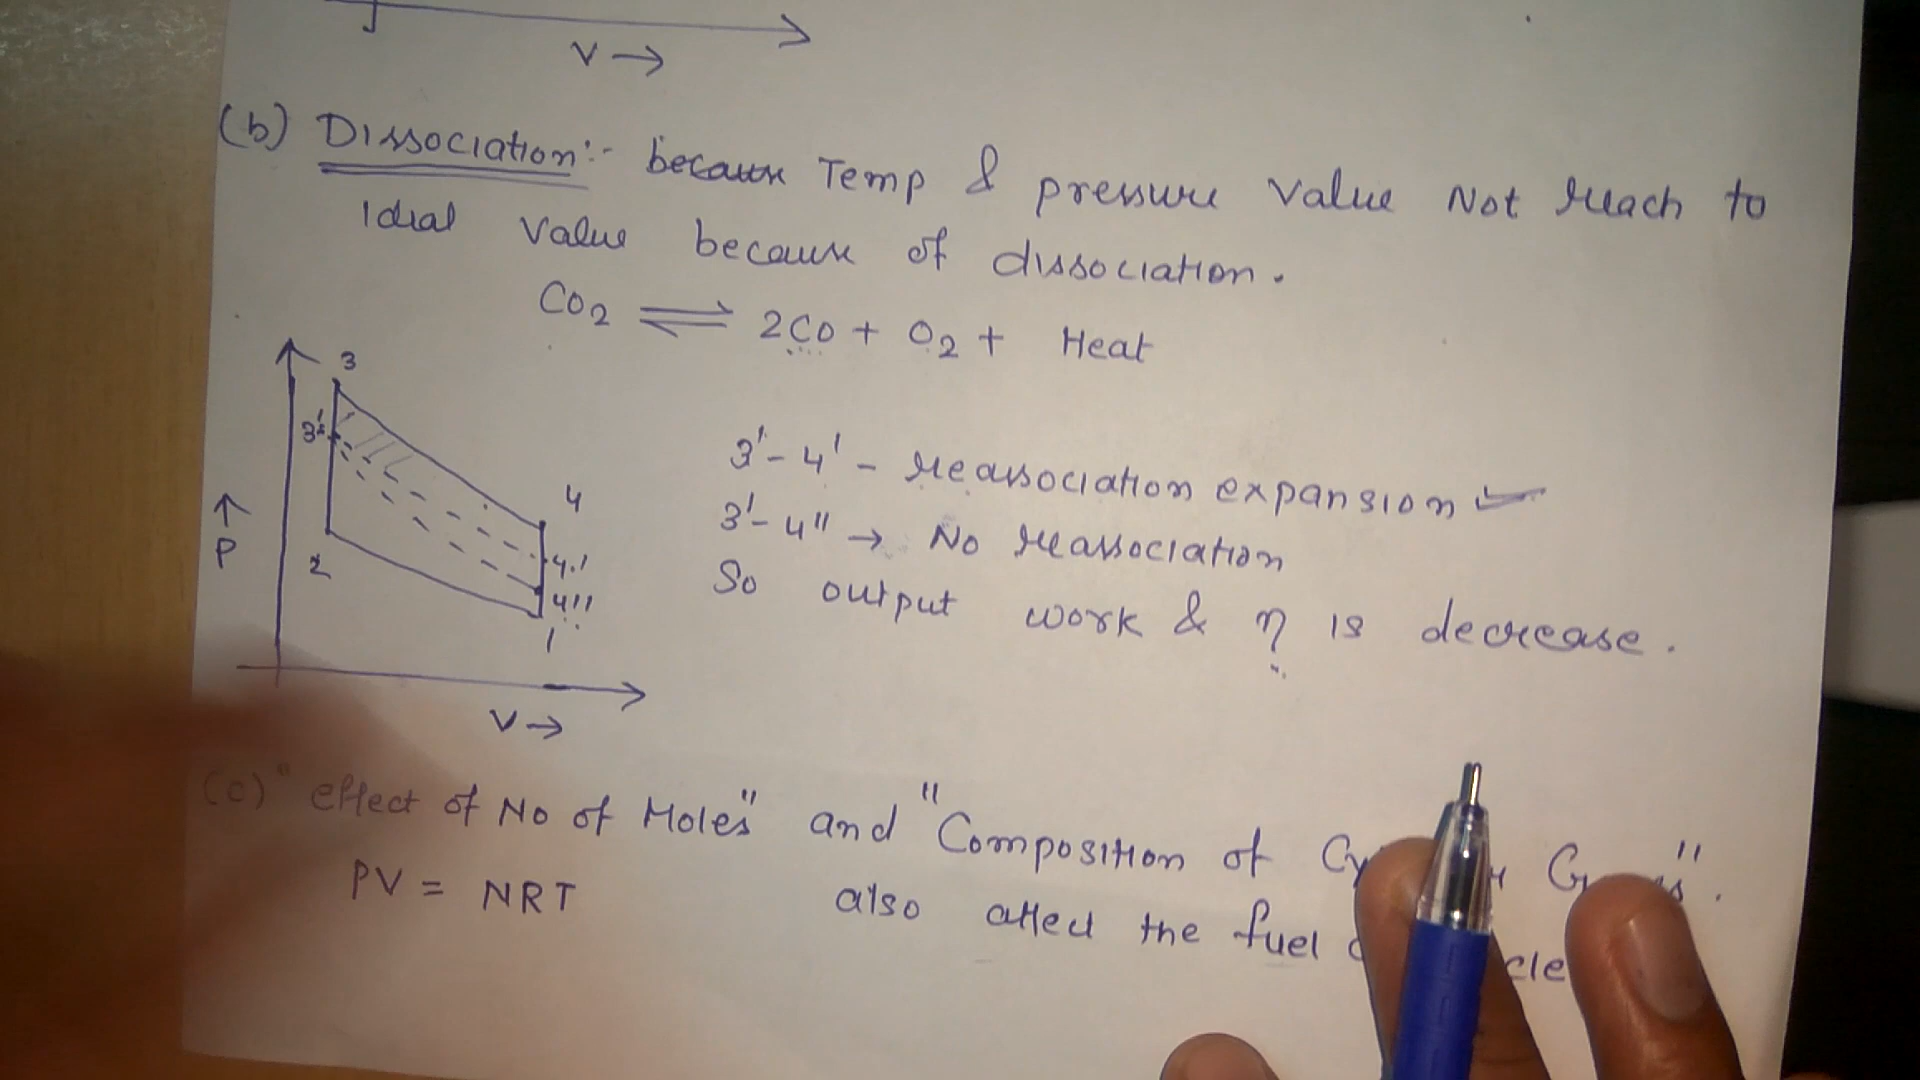 V →
(b) Dissociation:- because Temp & pressure value Not reach to
ideal value because of dissociation.
CO2 ⇌ 2CO + O2 + Heat
3
3'
4
2
4'
4''
1
↑
P
V →
3'-4' - reassociation expansion
3'-4'' → No reassociation
So output work & η is decrease.
(c) "effect of No of Moles" and "Composition of
PV = NRT
also affect the fuel